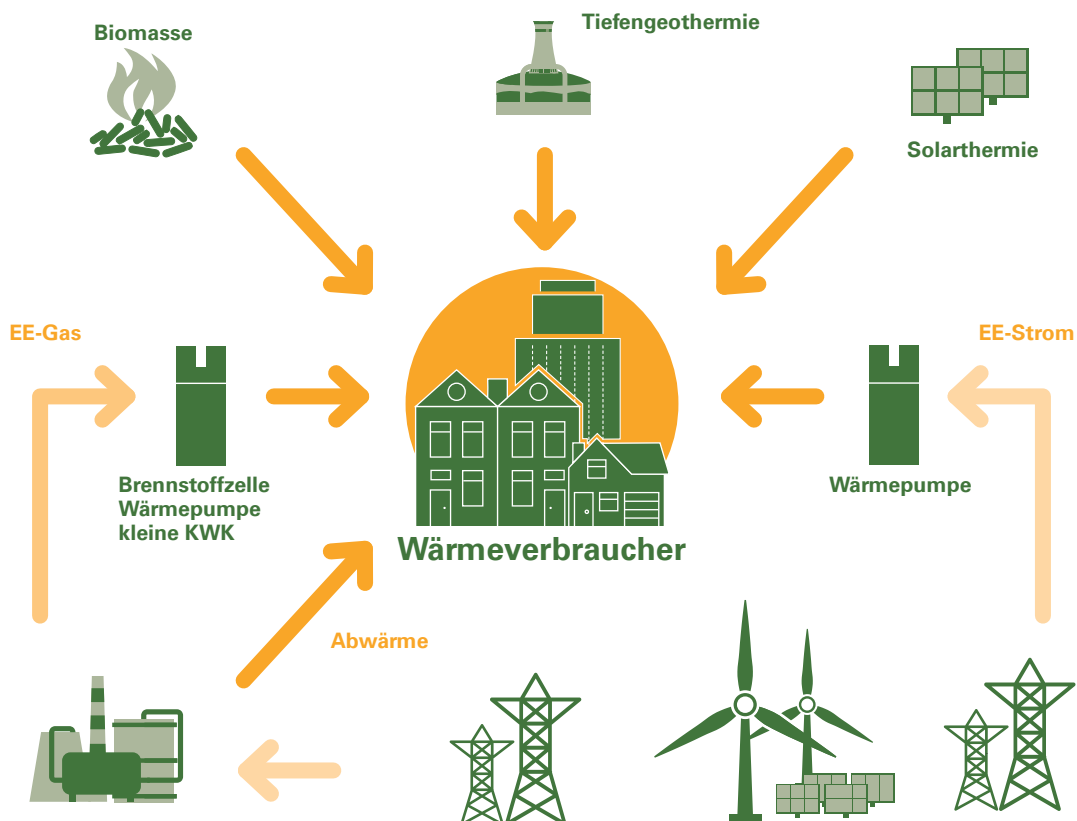 Tiefengeothermie
Biomasse
Solarthermie
EE-Gas
EE-Strom
Brennstoffzelle
Wärmepumpe
kleine KWK
Wärmepumpe
Wärmeverbraucher
Abwärme